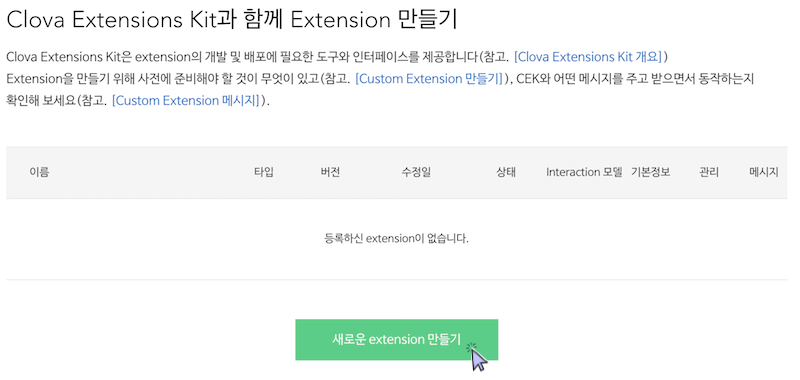 Clova Extensions Kit과 함께 Extension 만들기
Clova Extensions Kit은 extension의 개발 및 배포에 필요한 도구와 인터페이스를 제공합니다(참고. [Clova Extensions Kit 개요])
Extension을 만들기 위해 사전에 준비해야 할 것이 무엇이 있고(참고. [Custom Extension 만들기]), CEK와 어떤 메시지를 주고 받으면서 동작하는지
확인해 보세요(참고. [Custom Extension 메시지]).
이름 타입 버전 수정일 상태 Interaction 모델 기본정보 관리 메시지
등록하신 extension이 없습니다.
새로운 extension 만들기